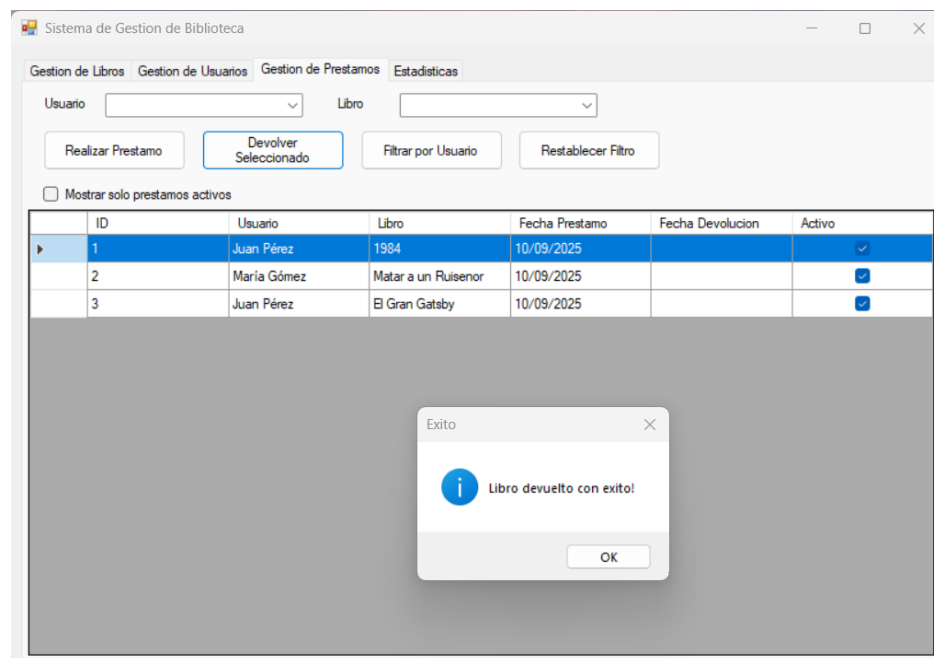 Sistema de Gestion de Biblioteca
Gestion de Libros Gestion de Usuarios Gestion de Prestamos Estadisticas
Usuario Libro
Realizar Prestamo Devolver Seleccionado Filtrar por Usuario Restablecer Filtro
Mostrar solo prestamos activos
ID Usuario Libro Fecha Prestamo Fecha Devolucion Activo
1 Juan Pérez 1984 10/09/2025
2 María Gómez Matar a un Ruisenor 10/09/2025
3 Juan Pérez El Gran Gatsby 10/09/2025
Exito
Libro devuelto con exito!
OK